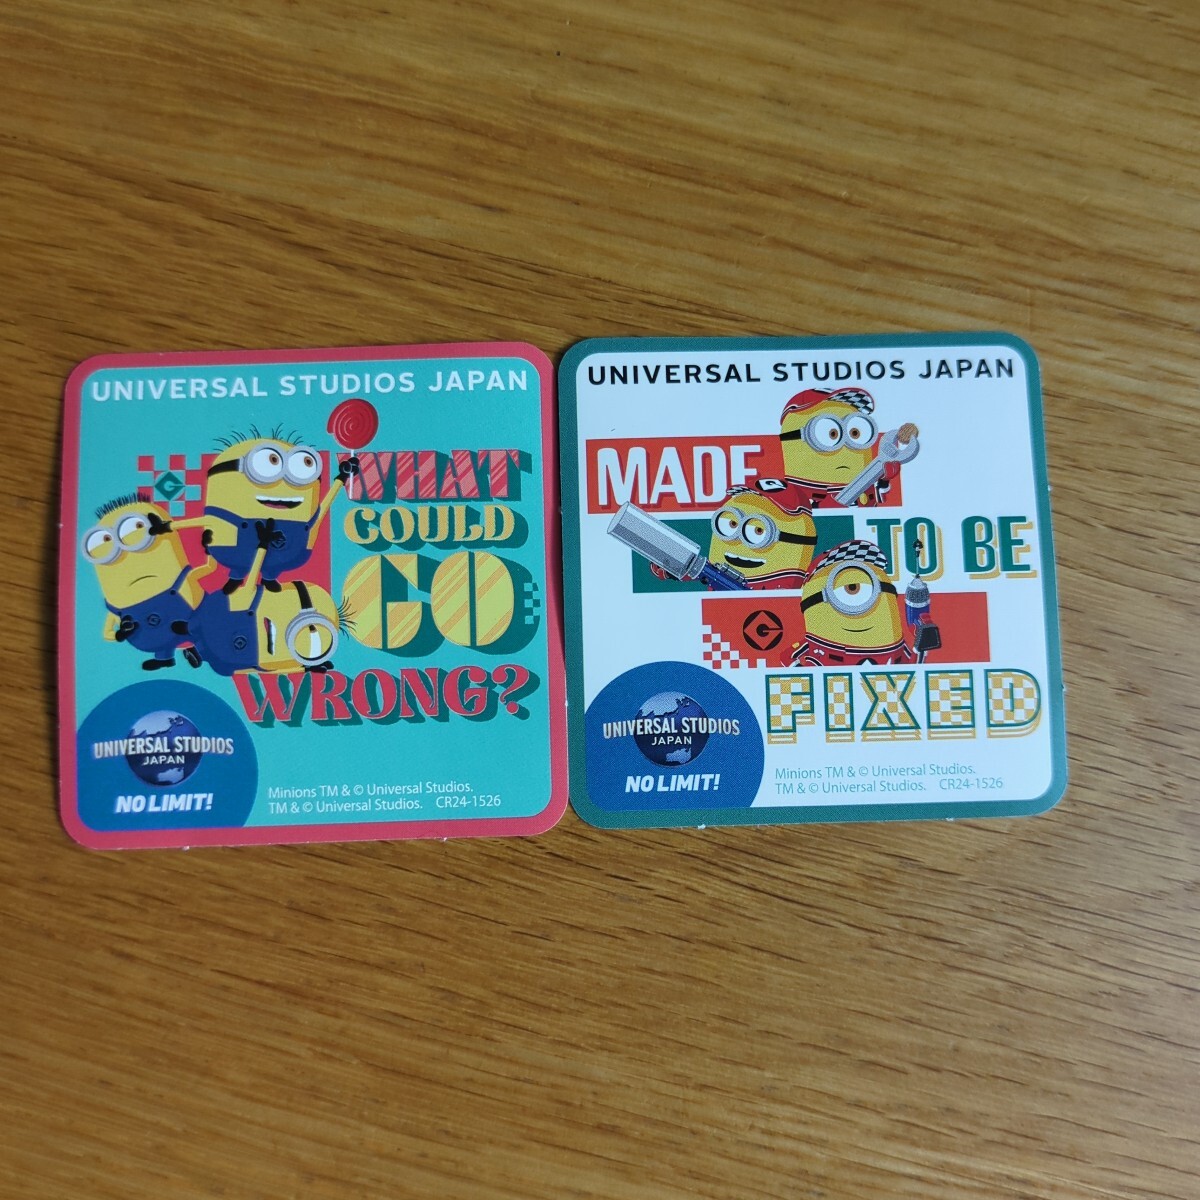 UNIVERSAL STUDIOS JAPAN
WHAT
COULD
GO
WRONG?
UNIVERSAL STUDIOS
JAPAN
NO LIMIT!
Minions TM & © Universal Studios.
TM & © Universal Studios. CR24-1526
UNIVERSAL STUDIOS JAPAN
MADE
TO BE
FIXED
UNIVERSAL STUDIOS
JAPAN
NO LIMIT!
Minions TM & © Universal Studios.
TM & © Universal Studios. CR24-1526